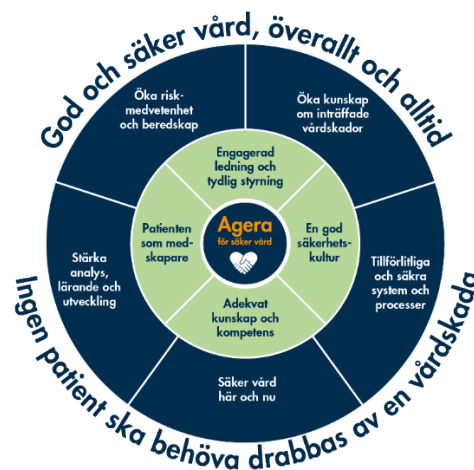 God och säker vård, överallt och alltid
Öka risk-
medvetenhet
och beredskap
Öka kunskap
om inträffade
vårdskador
Engagerad
ledning och
tydlig styrning
Patienten
som med-
skapare
Agera
för säker vård
En god
säkerhets-
kultur
Stärka
analys,
lärande och
utveckling
Tillförlitliga
och säkra
system och
processer
Adekvat
kunskap och
kompetens
Säker vård
här och nu
Ingen patient ska behöva drabbas av en vårdskada